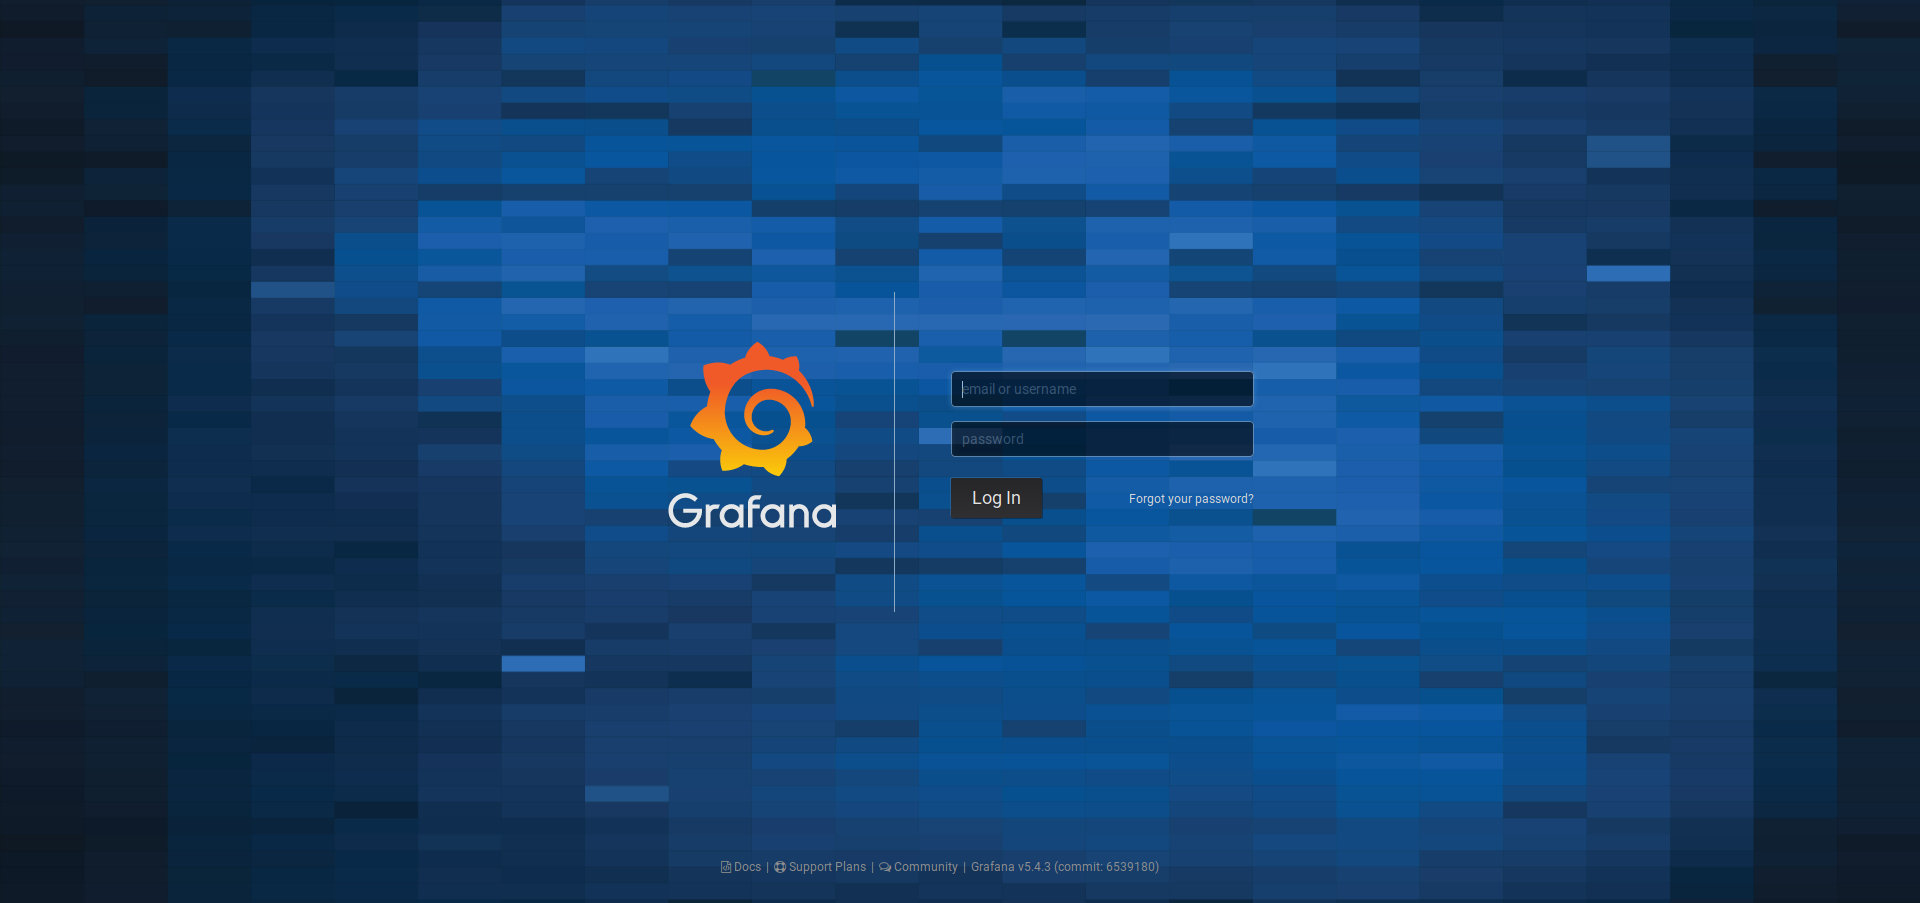 Grafana
email or username
password
Log In
Forgot your password?
Docs | Support Plans | Community | Grafana v5.4.3 (commit: 6539180)